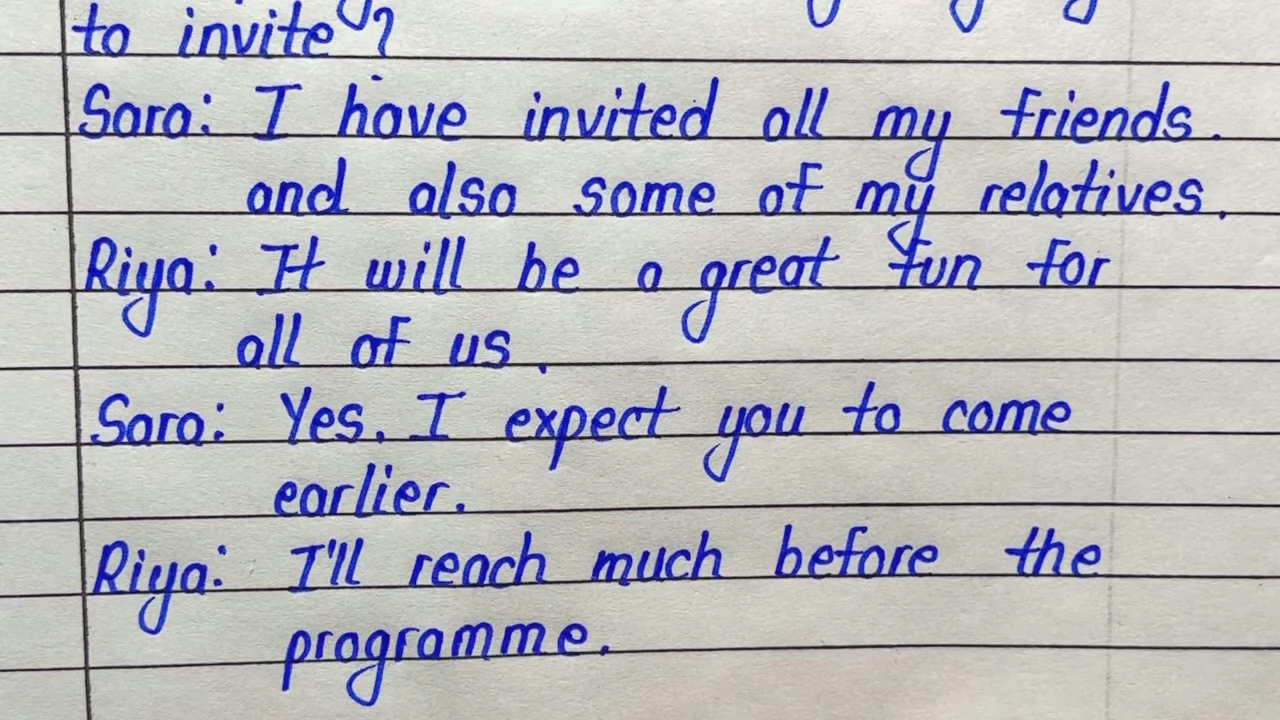 to invite?
Sara: I have invited all my friends.
and also some of my relatives.
Riya: It will be a great fun for
all of us.
Sara: Yes. I expect you to come
earlier.
Riya: I'll reach much before the
programme.